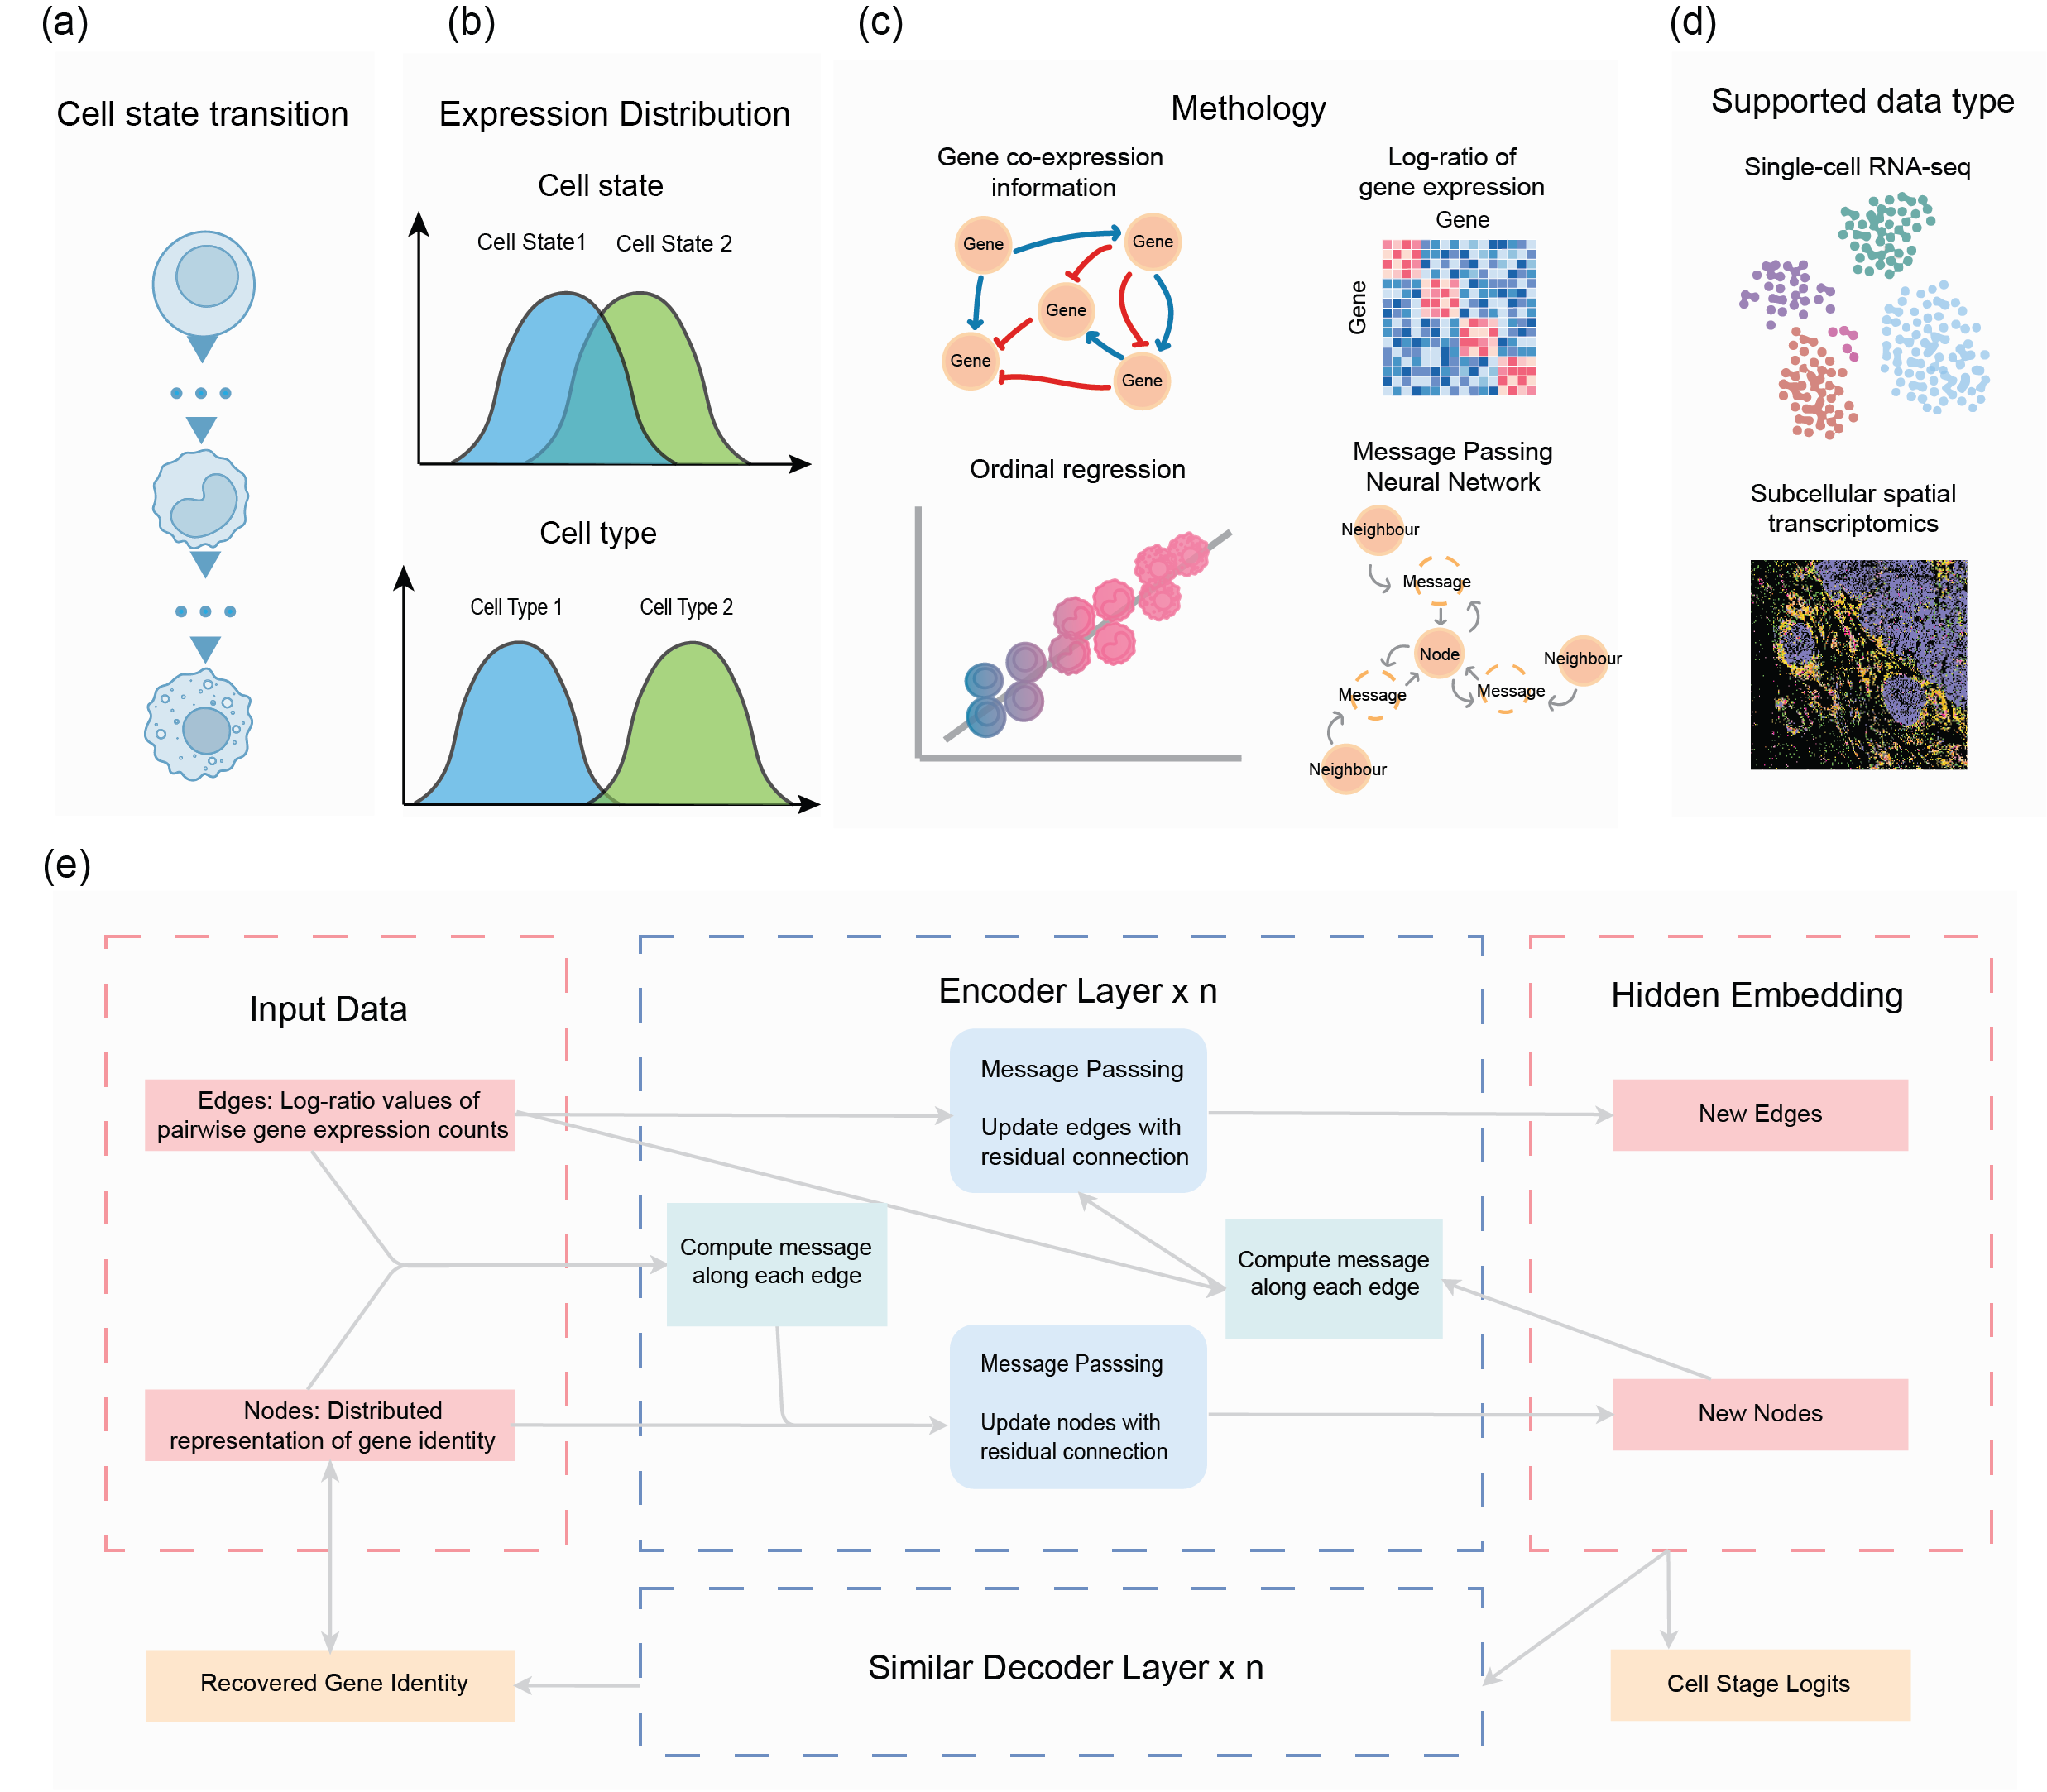 (a)
Cell state transition
(b)
Expression Distribution
Cell state
Cell State1
Cell State 2
Cell type
Cell Type 1
Cell Type 2
(c)
Methology
Gene co-expression
information
Gene
Gene
Gene
Gene
Gene
Log-ratio of
gene expression
Gene
Gene
Ordinal regression
Message Passing
Neural Network
Neighbour
Message
Node
Neighbour
Message
Message
Neighbour
(d)
Supported data type
Single-cell RNA-seq
Subcellular spatial
transcriptomics
(e)
Input Data
Edges: Log-ratio values of
pairwise gene expression counts
Nodes: Distributed
representation of gene identity
Recovered Gene Identity
Encoder Layer x n
Message Passsing
Update edges with
residual connection
Compute message
along each edge
Compute message
along each edge
Message Passsing
Update nodes with
residual connection
Similar Decoder Layer x n
Hidden Embedding
New Edges
New Nodes
Cell Stage Logits